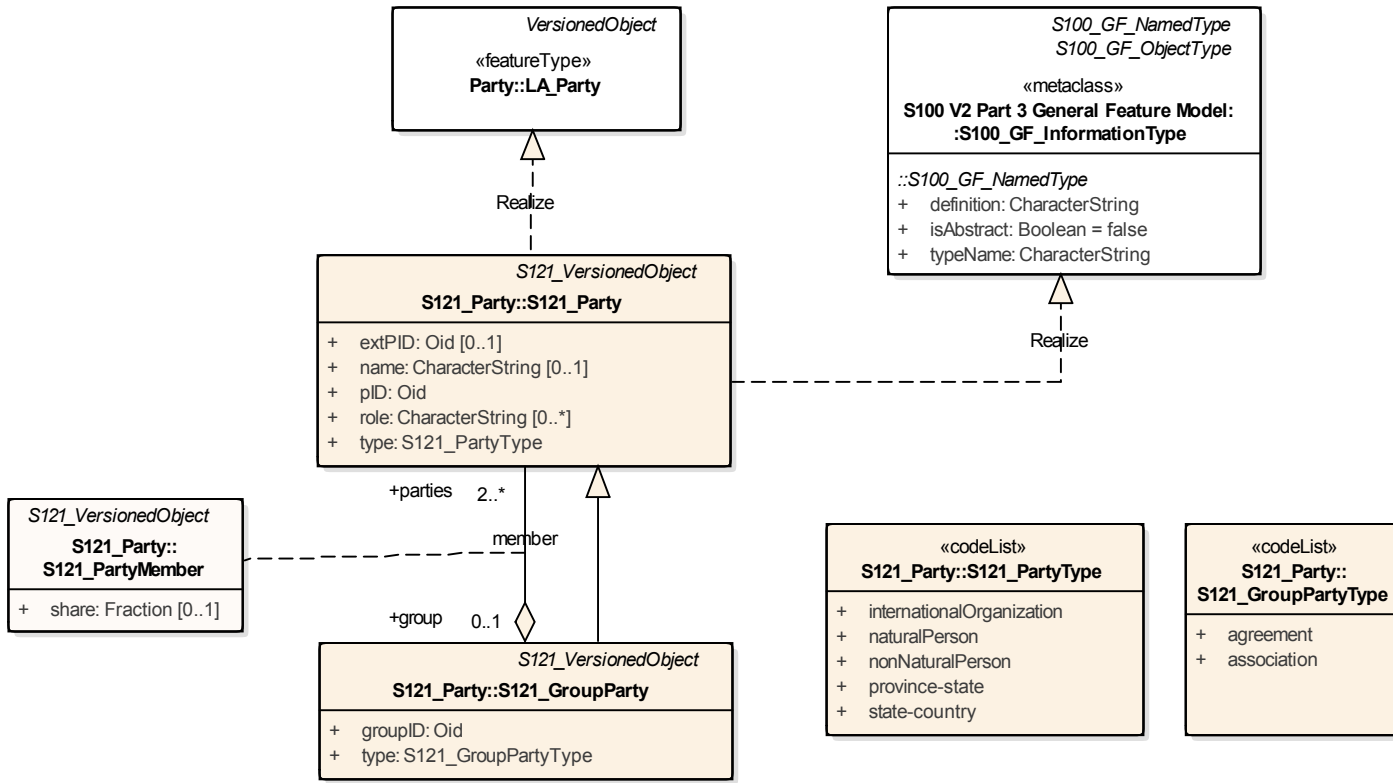 VersionedObject
«featureType»
Party::LA_Party
S100_GF_NamedType
S100_GF_ObjectType
«metaclass»
S100 V2 Part 3 General Feature Model:
:S100_GF_InformationType
::S100_GF_NamedType
+ definition: CharacterString
+ isAbstract: Boolean = false
+ typeName: CharacterString
Realize
Realize
S121_VersionedObject
S121_Party::S121_Party
+ extPID: Oid [0..1]
+ name: CharacterString [0..1]
+ pID: Oid
+ role: CharacterString [0..*]
+ type: S121_PartyType
+parties 2..*
member
+group 0..1
S121_VersionedObject
S121_Party::
S121_PartyMember
+ share: Fraction [0..1]
S121_VersionedObject
S121_Party::S121_GroupParty
+ groupID: Oid
+ type: S121_GroupPartyType
«codeList»
S121_Party::S121_PartyType
+ internationalOrganization
+ naturalPerson
+ nonNaturalPerson
+ province-state
+ state-country
«codeList»
S121_Party::
S121_GroupPartyType
+ agreement
+ association